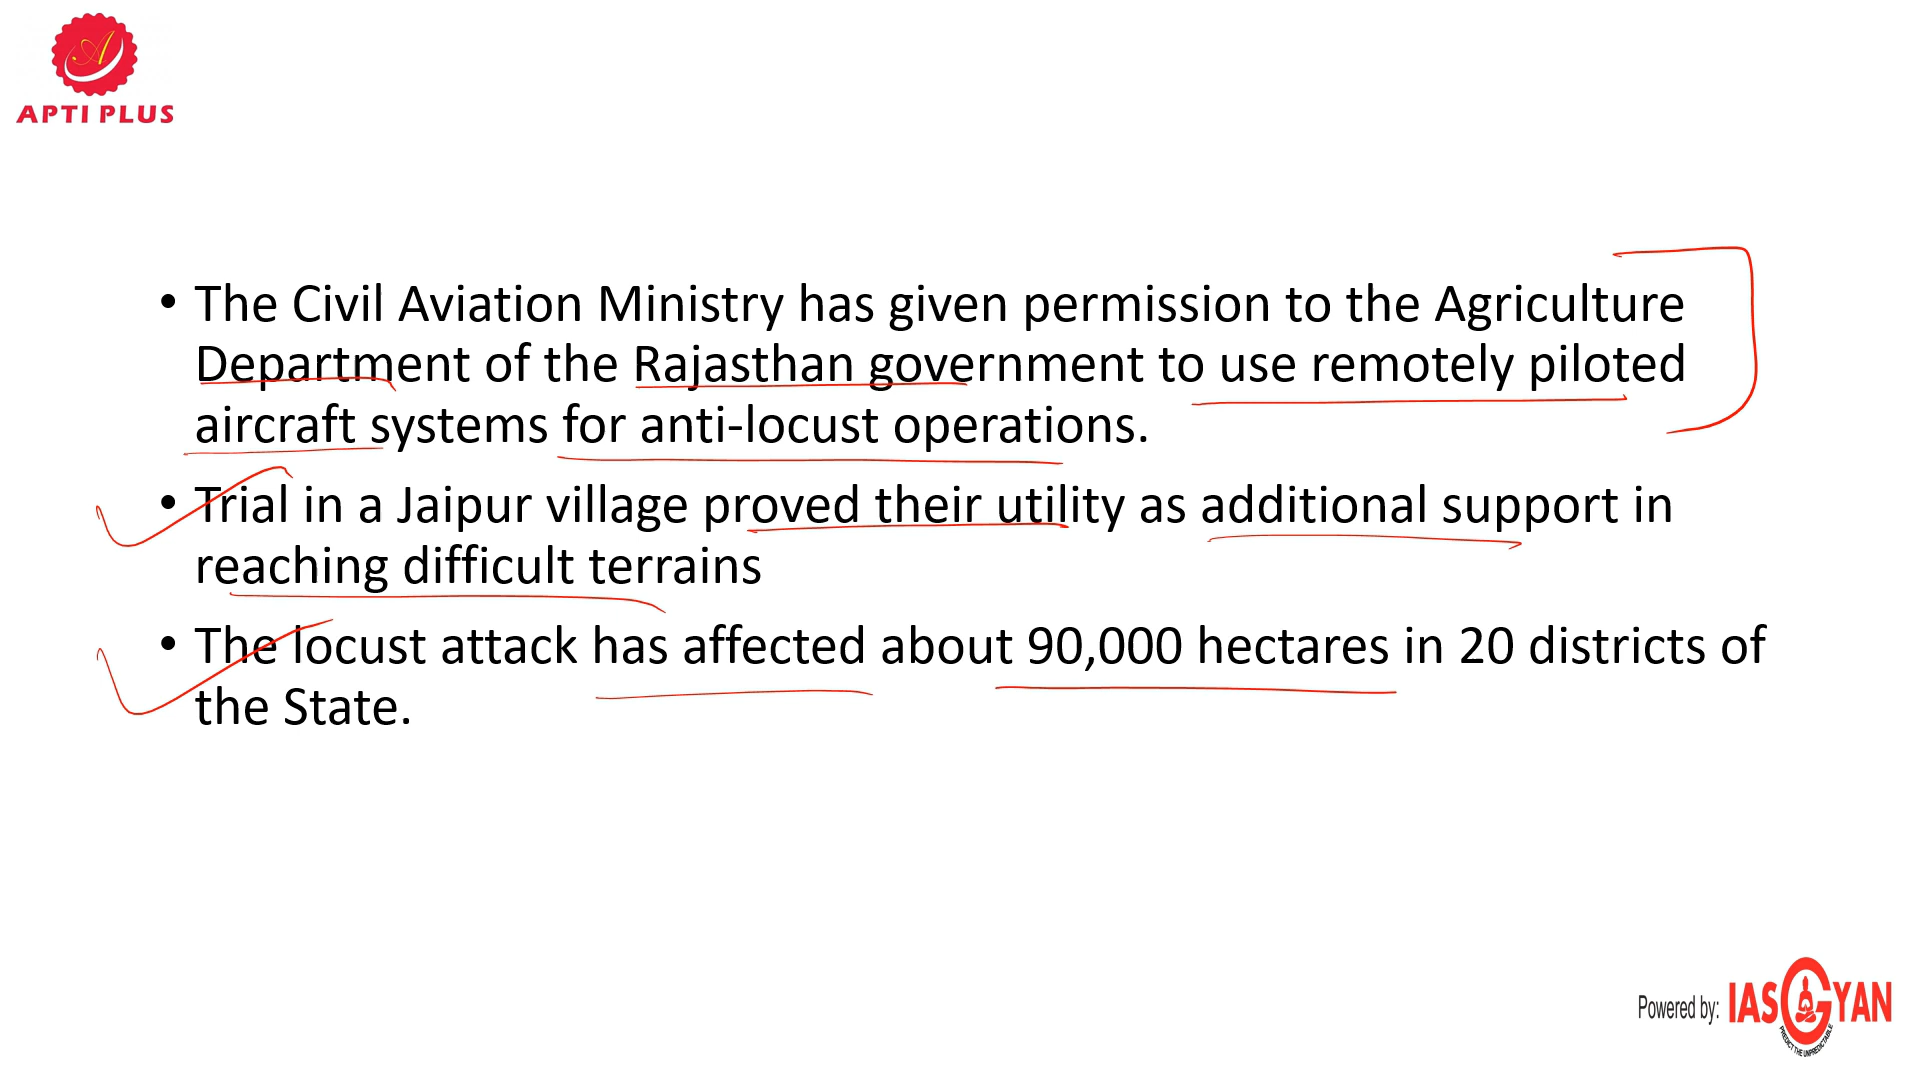 APTI PLUS
• The Civil Aviation Ministry has given permission to the Agriculture
Department of the Rajasthan government to use remotely piloted
aircraft systems for anti-locust operations.
• Trial in a Jaipur village proved their utility as additional support in
reaching difficult terrains
• The locust attack has affected about 90,000 hectares in 20 districts of
the State.
Powered by: IAS GYAN
PREDICT THE UNPREDICTABLE